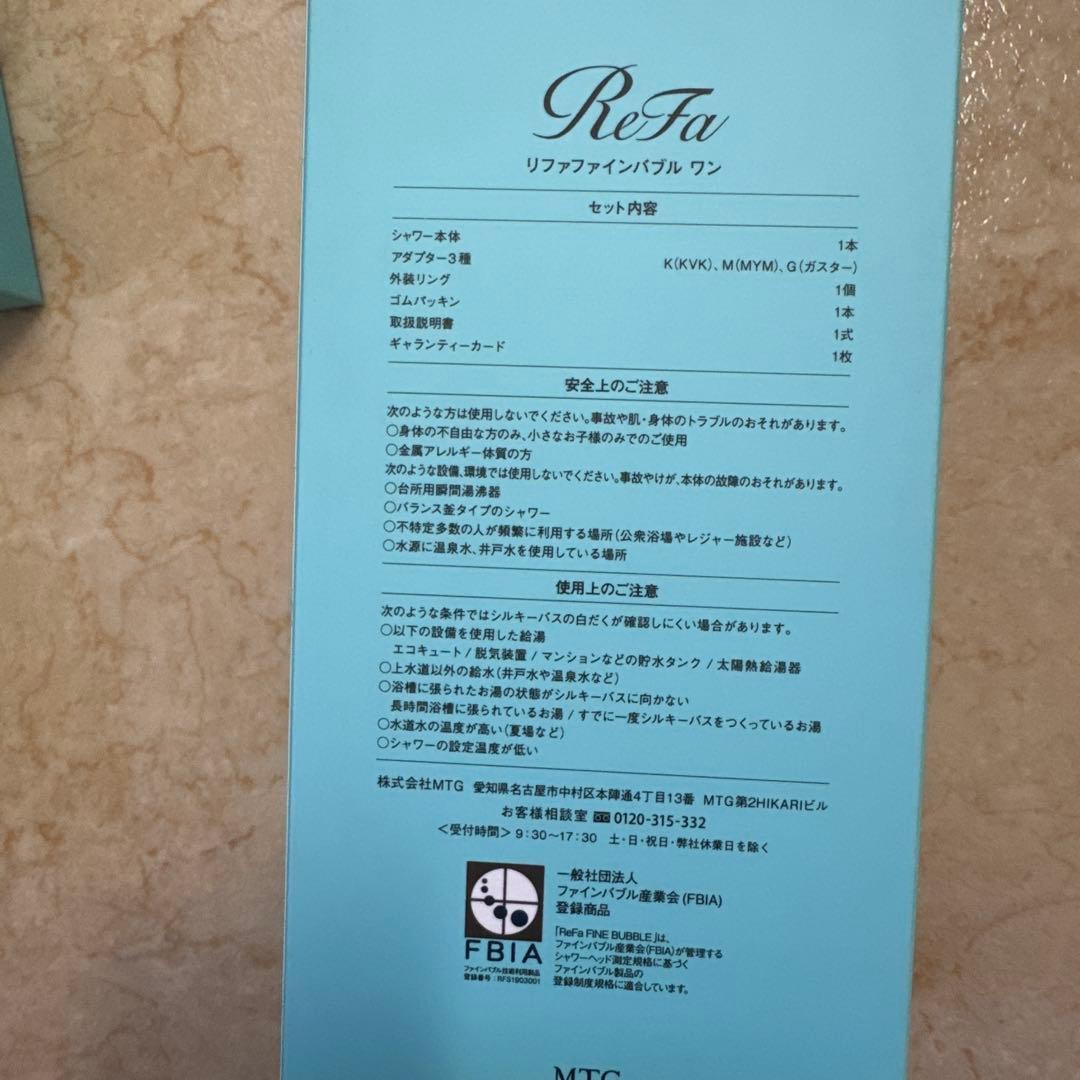 ReFa
リファファインバブル ワン
セット内容
シャワー本体 1本
アダプター3種 K(KVK)、M(MYM)、G(ガスター)
外装リング 1個
ゴムパッキン 1本
取扱説明書 1式
ギャランティーカード 1枚
安全上のご注意
次のような方は使用しないでください。事故や肌・身体のトラブルのおそれがあります。
○身体の不自由な方のみ、小さなお子様のみでのご使用
○金属アレルギー体質の方
次のような設備、環境では使用しないでください。事故やけが、本体の故障のおそれがあります。
○台所用瞬間湯沸器
○バランス釜タイプのシャワー
○不特定多数の人が頻繁に利用する場所(公衆浴場やレジャー施設など)
○水源に温泉水、井戸水を使用している場所
使用上のご注意
次のような条件ではシルキーバスの白だくが確認しにくい場合があります。
○以下の設備を使用した給湯
エコキュート / 脱気装置 / マンションなどの貯水タンク / 太陽熱給湯器
○上水道以外の給水(井戸水や温泉水など)
○浴槽に張られたお湯の状態がシルキーバスに向かない
長時間浴槽に張られているお湯 / すでに一度シルキーバスをつくっているお湯
○水道水の温度が高い(夏場など)
○シャワーの設定温度が低い
株式会社MTG 愛知県名古屋市中村区本陣通4丁目13番 MTG第2HIKARIビル
お客様相談室 0120-315-332
<受付時間> 9:30~17:30 土・日・祝日・弊社休業日を除く
一般社団法人
ファインバブル産業会(FBIA)
登録商品
「ReFa FINE BUBBLE」は、
ファインバブル産業会(FBIA)が管理する
シャワーヘッド測定規格に基づく
ファインバブル製品の
登録制度規格に適合しています。
FBIA
ファインバブル技術利用製品
登録番号:RFS1903001
MTG